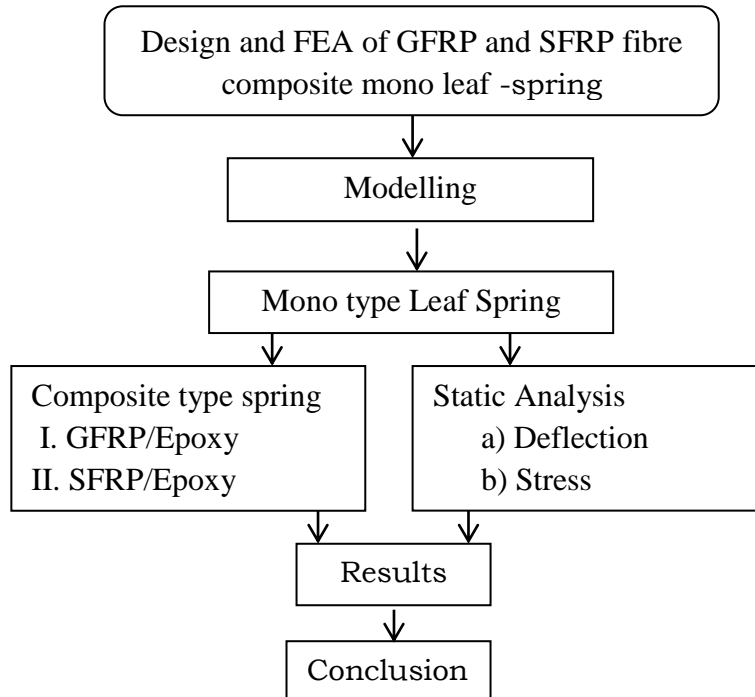 Design and FEA of GFRP and SFRP fibre
composite mono leaf -spring
Modelling
Mono type Leaf Spring
Composite type spring
I. GFRP/Epoxy
II. SFRP/Epoxy
Static Analysis
a) Deflection
b) Stress
Results
Conclusion